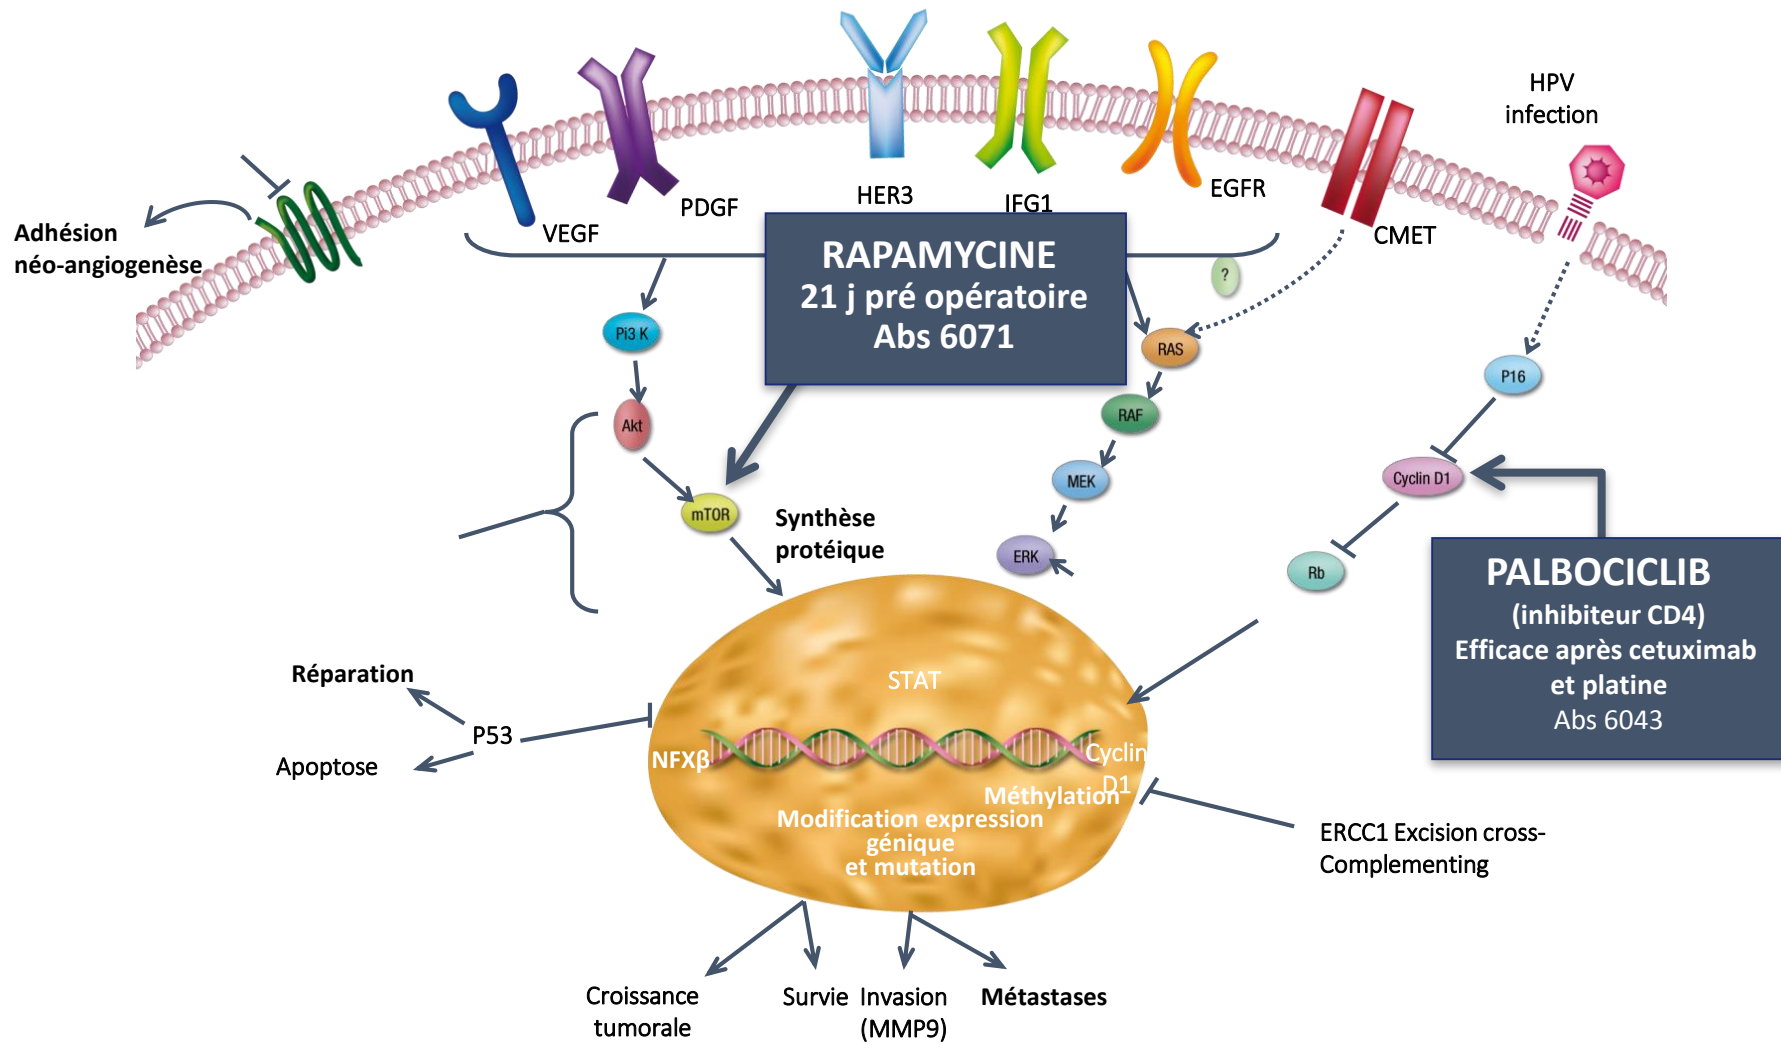 HPV
infection
VEGF
PDGF
HER3
IFG1
EGFR
CMET
Adhésion
néo-angiogenèse
RAPAMYCINE
21 j pré opératoire
Abs 6071
?
Pi3 K
RAS
P16
Akt
RAF
mTOR
MEK
Cyclin D1
Synthèse
protéique
ERK
Rb
PALBOCICLIB
(inhibiteur CD4)
Efficace après cetuximab
et platine
Abs 6043
Réparation
P53
Apoptose
STAT
NFXβ
Cyclin
D1
Méthylation
Modification expression
génique
et mutation
ERCC1 Excision cross-
Complementing
Croissance
tumorale
Survie
Invasion
(MMP9)
Métastases